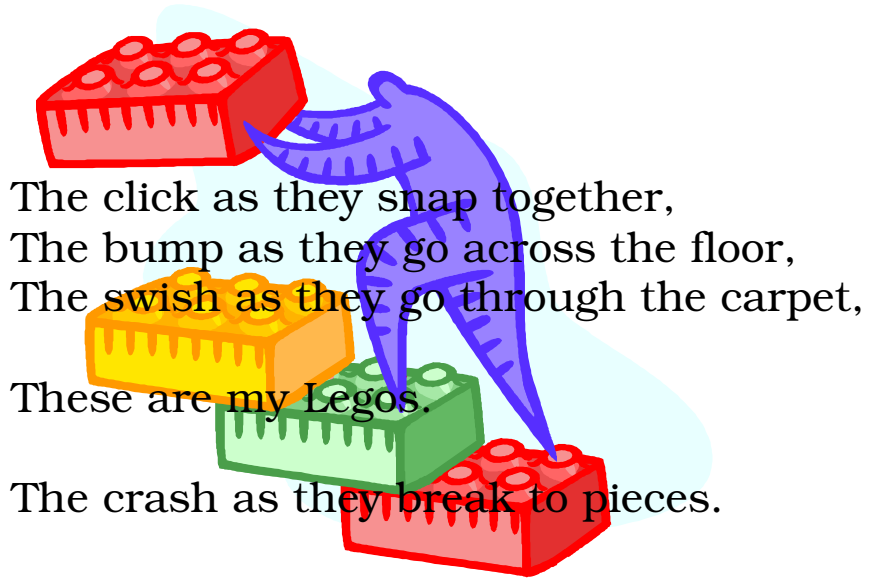 The click as they snap together,
The bump as they go across the floor,
The swish as they go through the carpet,
These are my Legos.
The crash as they break to pieces.